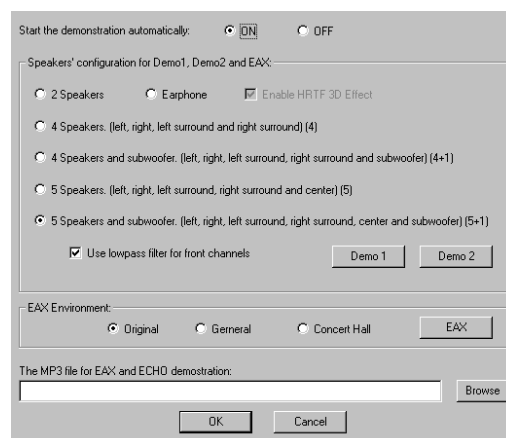 Start the demonstration automatically: ON OFF
Speakers' configuration for Demo1, Demo2 and EAX:
2 Speakers Earphone Enable HRTF 3D Effect
4 Speakers. (left, right, left surround and right surround) (4)
4 Speakers and subwoofer. (left, right, left surround, right surround and subwoofer) (4+1)
5 Speakers. (left, right, left surround, right surround and center) (5)
5 Speakers and subwoofer. (left, right, left surround, right surround, center and subwoofer) (5+1)
Use lowpass filter for front channels Demo 1 Demo 2
EAX Environment:
Original Gerneral Concert Hall EAX
The MP3 file for EAX and ECHO demostration:
Browse
OK Cancel